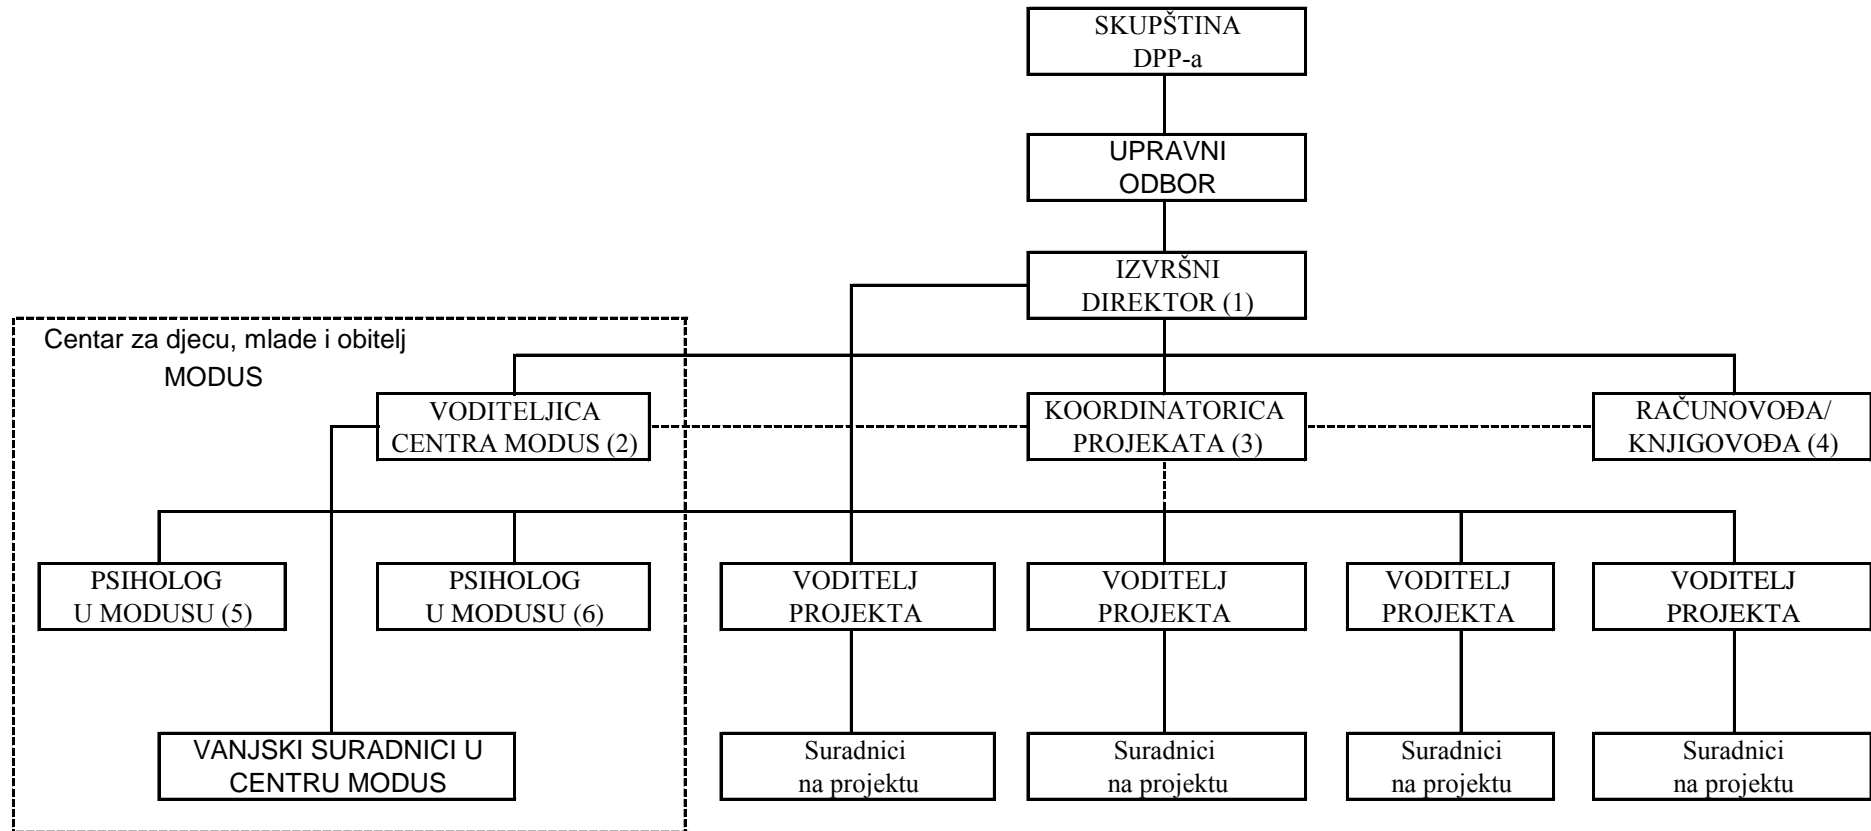 SKUPŠTINA
DPP-a
UPRAVNI
ODBOR
IZVRŠNI
DIREKTOR (1)
Centar za djecu, mlade i obitelj
MODUS
VODITELJICA
CENTRA MODUS (2)
KOORDINATORICA
PROJEKATA (3)
RAČUNOVOĐA/
KNJIGOVOĐA (4)
PSIHOLOG
U MODUSU (5)
PSIHOLOG
U MODUSU (6)
VODITELJ
PROJEKTA
VODITELJ
PROJEKTA
VODITELJ
PROJEKTA
VODITELJ
PROJEKTA
VANJSKI SURADNICI U
CENTRU MODUS
Suradnici
na projektu
Suradnici
na projektu
Suradnici
na projektu
Suradnici
na projektu